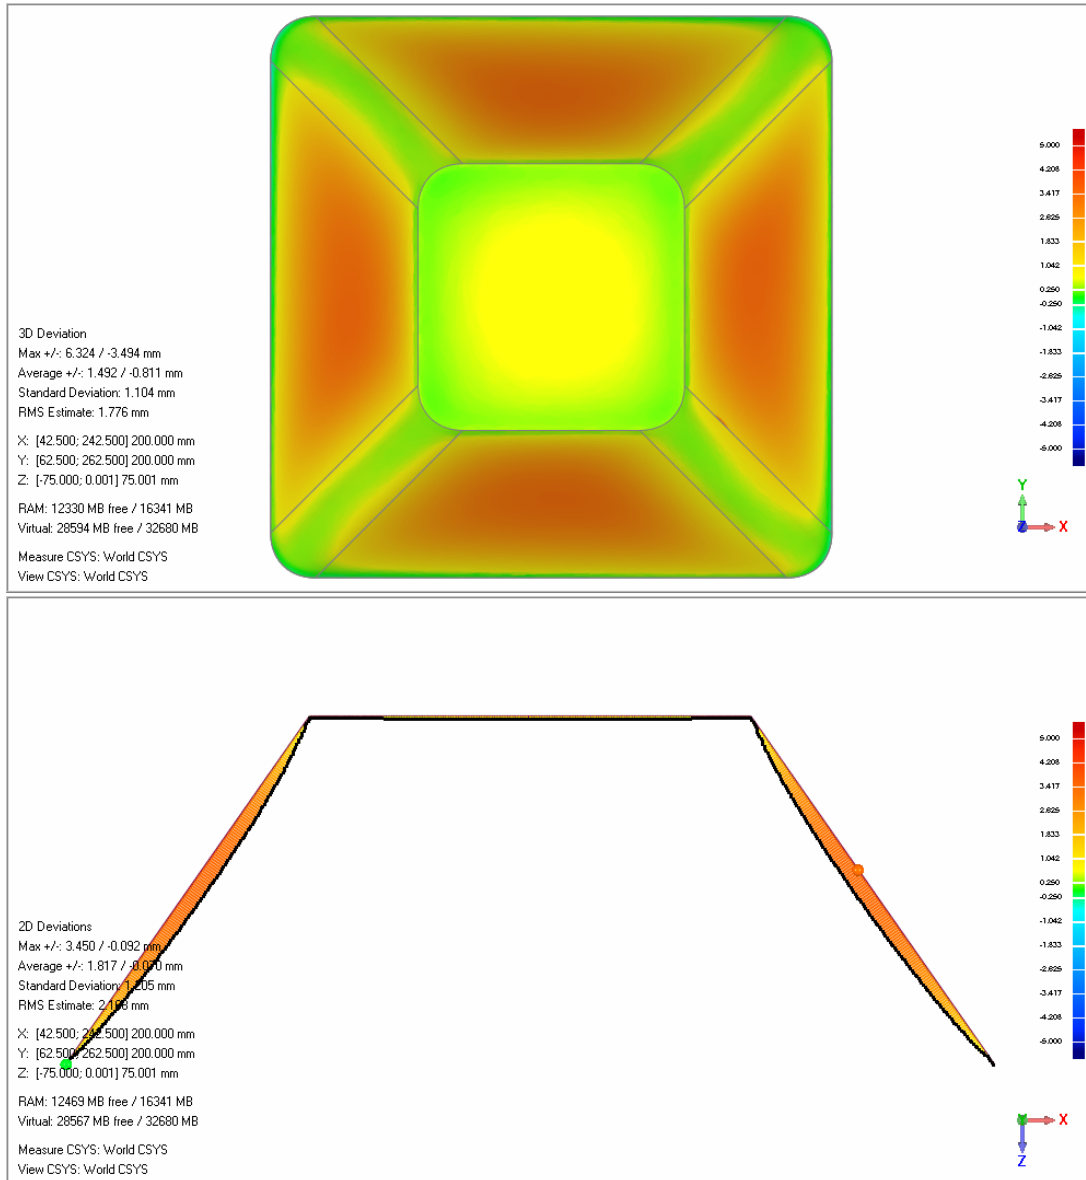 5.000
4.208
3.417
2.625
1.833
1.042
0.250
-0.250
-1.042
-1.833
-2.625
-3.417
-4.208
-5.000
3D Deviation
Max +/-: 6.324 / -3.494 mm
Average +/-: 1.492 / -0.811 mm
Standard Deviation: 1.104 mm
RMS Estimate: 1.776 mm
X: [42.500; 242.500] 200.000 mm
Y: [62.500; 262.500] 200.000 mm
Z: [-75.000; 0.001] 75.001 mm
RAM: 12330 MB free / 16341 MB
Virtual: 28594 MB free / 32680 MB
Measure CSYS: World CSYS
View CSYS: World CSYS
Y
Z X
5.000
4.208
3.417
2.625
1.833
1.042
0.250
-0.250
-1.042
-1.833
-2.625
-3.417
-4.208
-5.000
2D Deviations
Max +/-: 3.450 / -0.092 mm
Average +/-: 1.817 / -0.070 mm
Standard Deviation: 1.205 mm
RMS Estimate: mm
X: [42.500; 242.500] 200.000 mm
Y: [62.500; 262.500] 200.000 mm
Z: [-75.000; 0.001] 75.001 mm
RAM: 12469 MB free / 16341 MB
Virtual: 28567 MB free / 32680 MB
Measure CSYS: World CSYS
View CSYS: World CSYS
X
Z